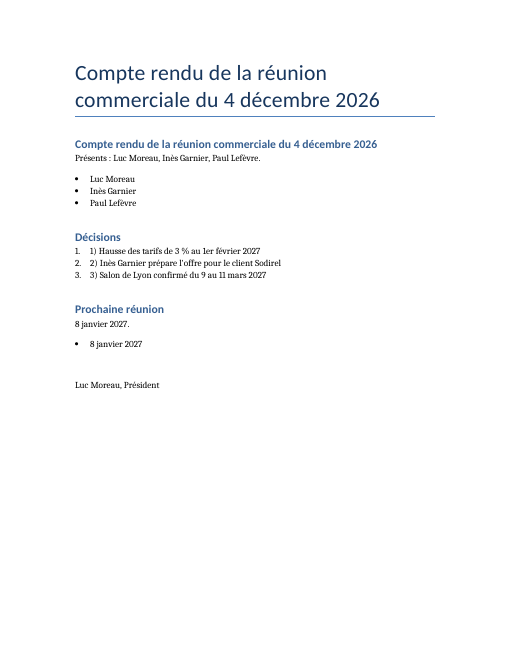 Compte rendu de la réunion
commerciale du 4 décembre 2026
Compte rendu de la réunion commerciale du 4 décembre 2026
Présents : Luc Moreau, Inès Garnier, Paul Lefèvre.
• Luc Moreau
• Inès Garnier
• Paul Lefèvre
Décisions
1. 1) Hausse des tarifs de 3 % au 1er février 2027
2. 2) Inès Garnier prépare l'offre pour le client Sodirel
3. 3) Salon de Lyon confirmé du 9 au 11 mars 2027
Prochaine réunion
8 janvier 2027.
• 8 janvier 2027
Luc Moreau, Président